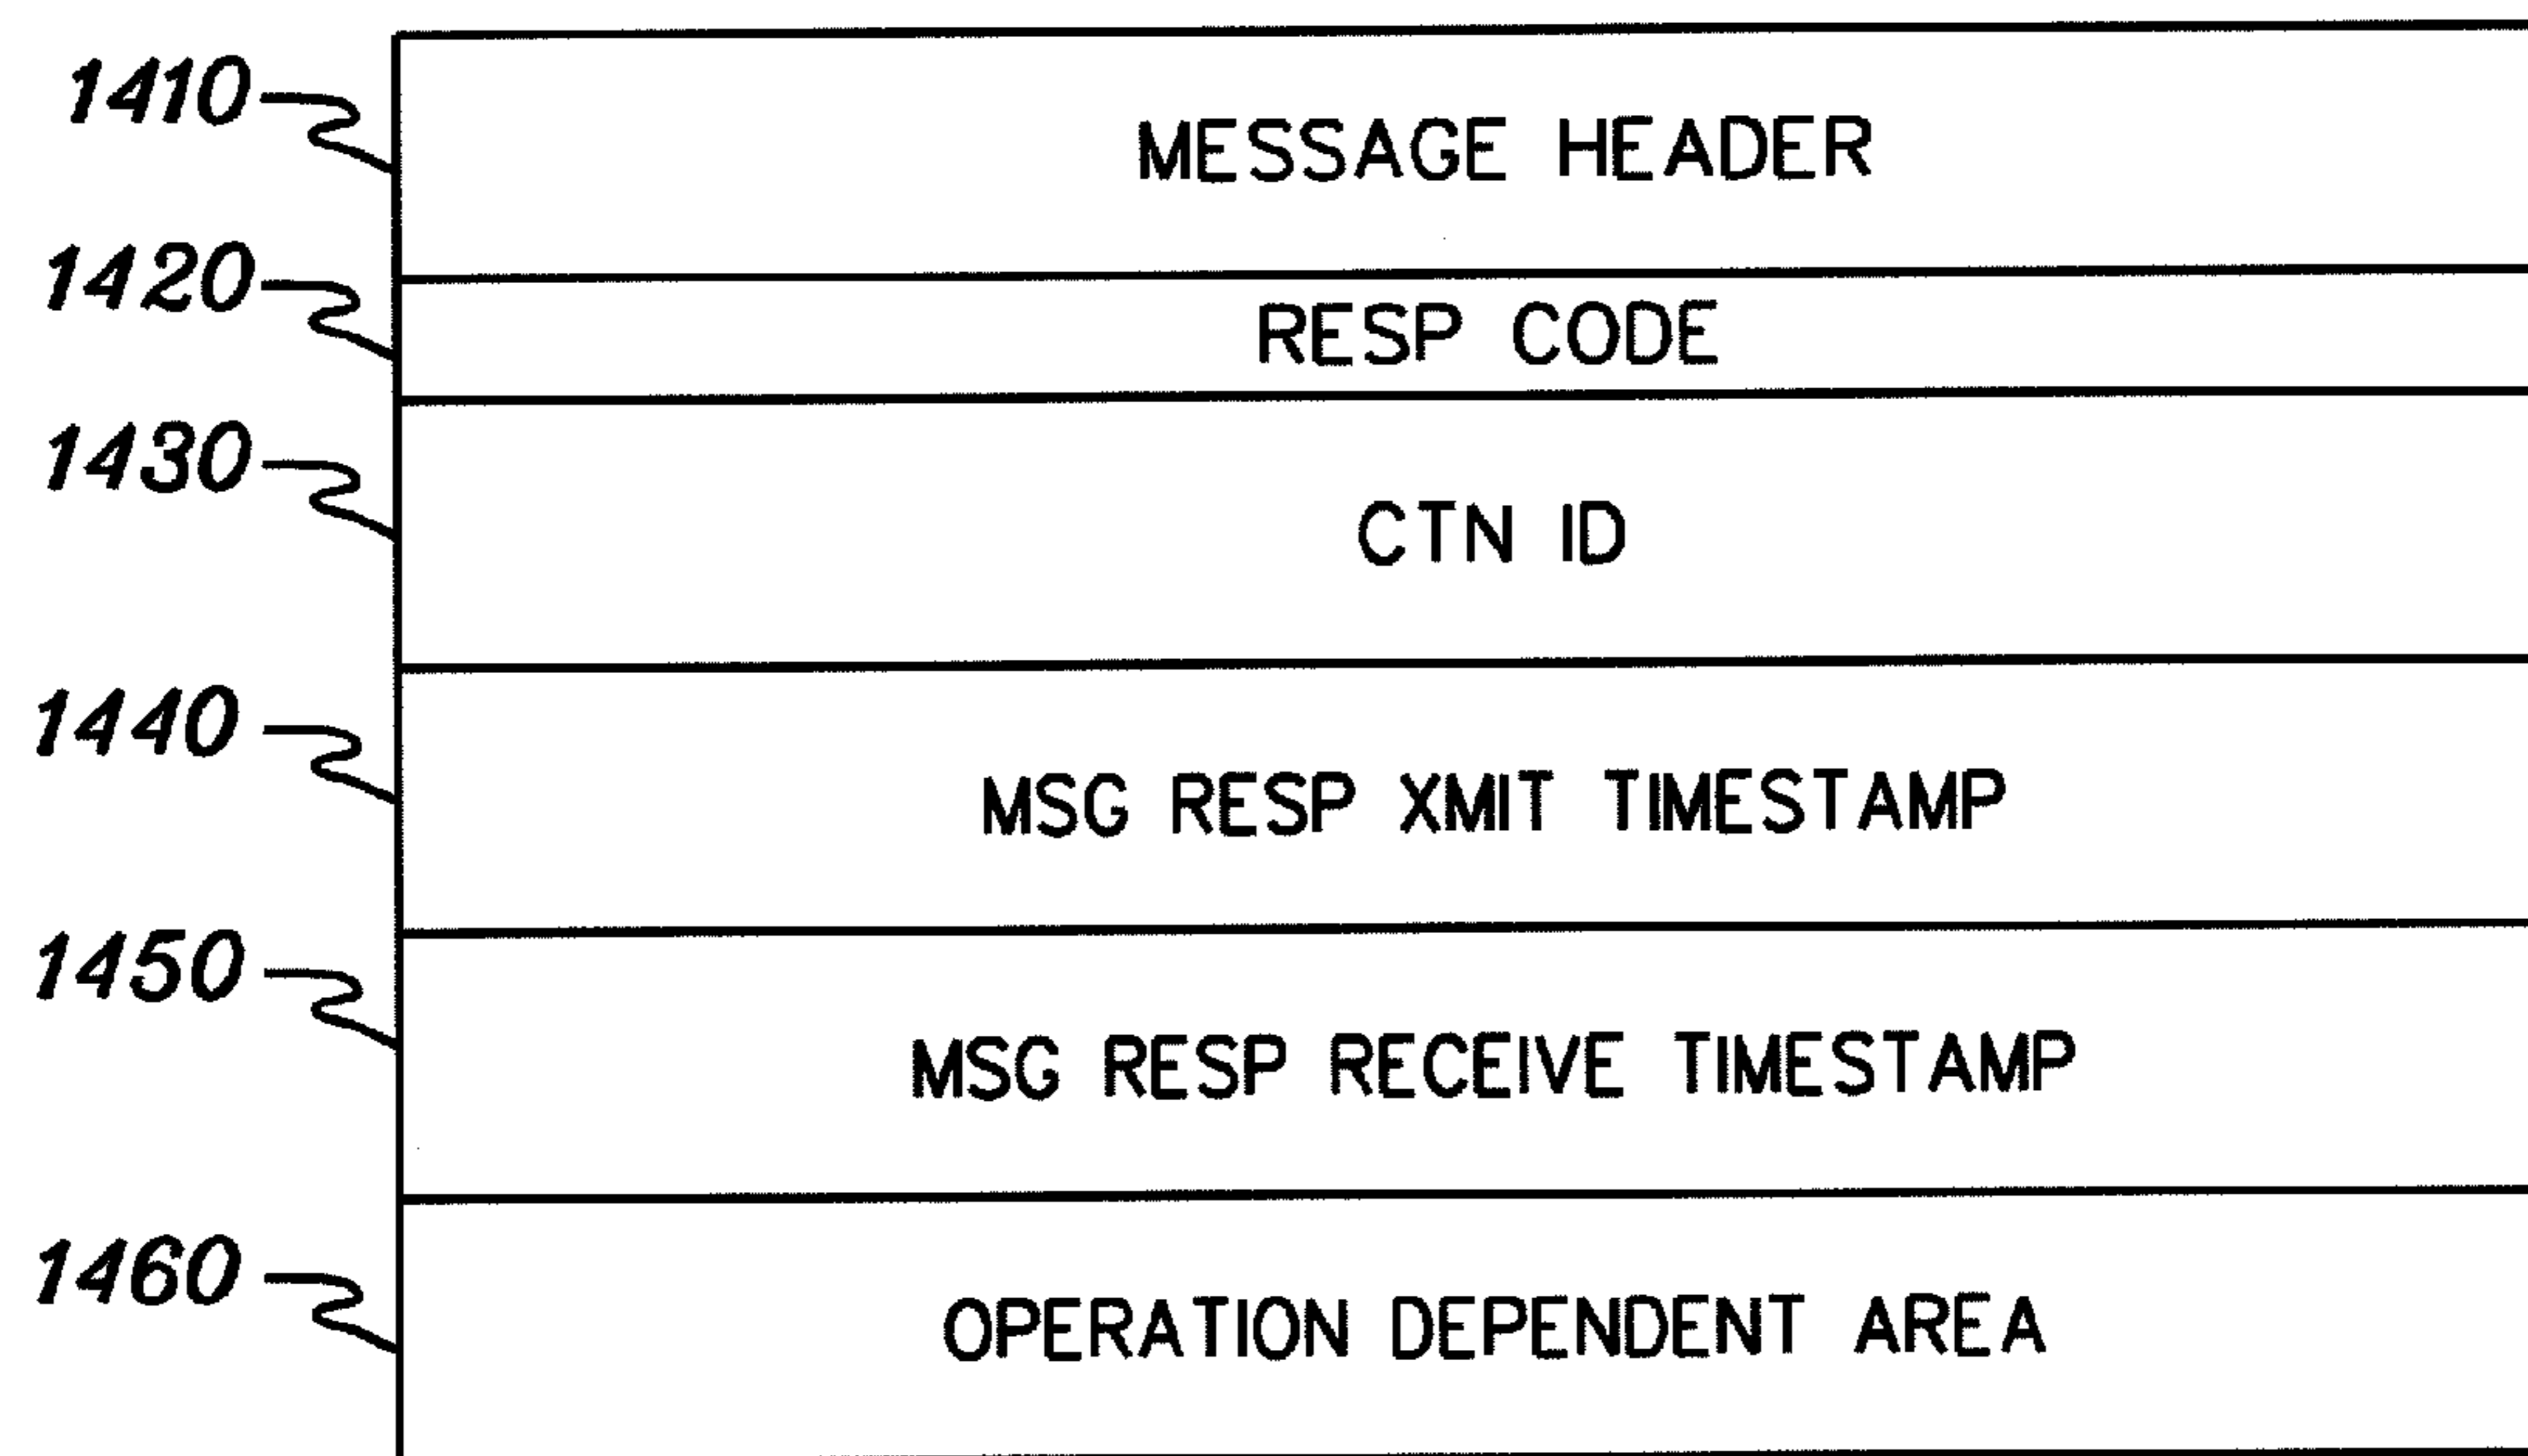 1410 MESSAGE HEADER
1420 RESP CODE
1430 CTN ID
1440 MSG RESP XMIT TIMESTAMP
1450 MSG RESP RECEIVE TIMESTAMP
1460 OPERATION DEPENDENT AREA